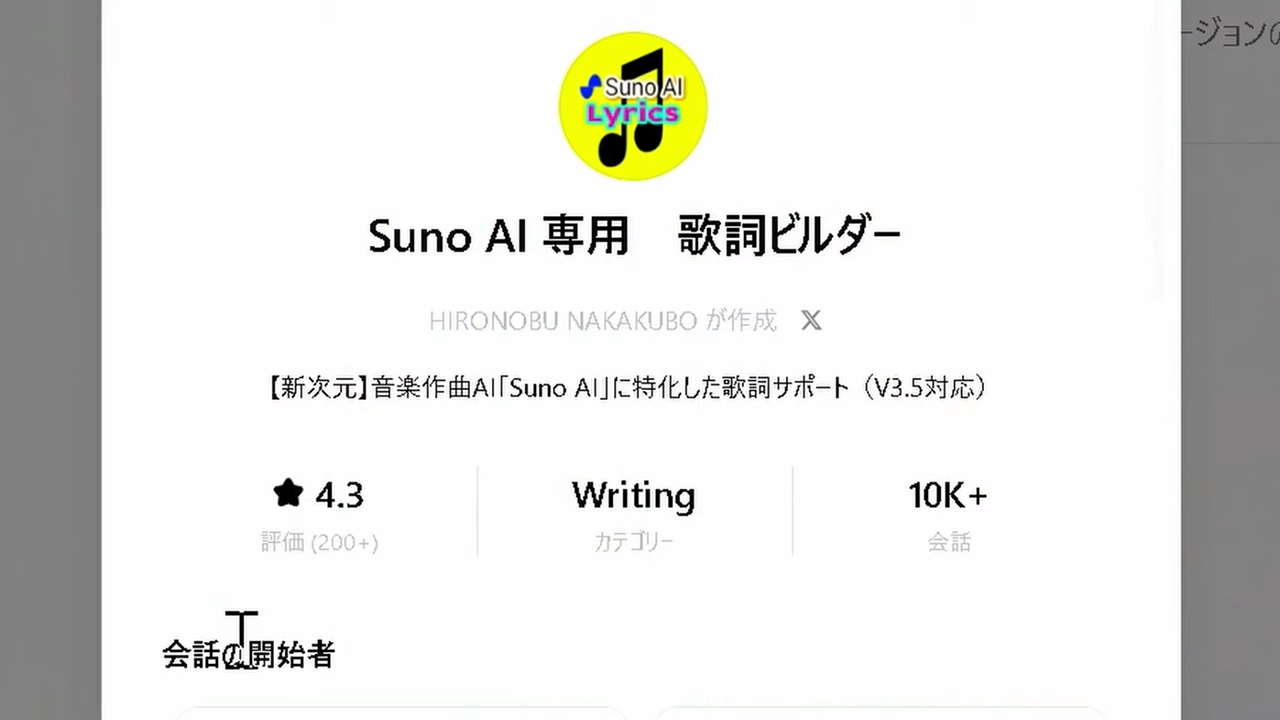 ージョンの
Suno AI
Lyrics
Suno AI 専用 歌詞ビルダー
HIRONOBU NAKAKUBO が作成
【新次元】音楽作曲AI「Suno AI」に特化した歌詞サポート（V3.5対応）
4.3
評価 (200+)
Writing
カテゴリー
10K+
会話
会話の開始者